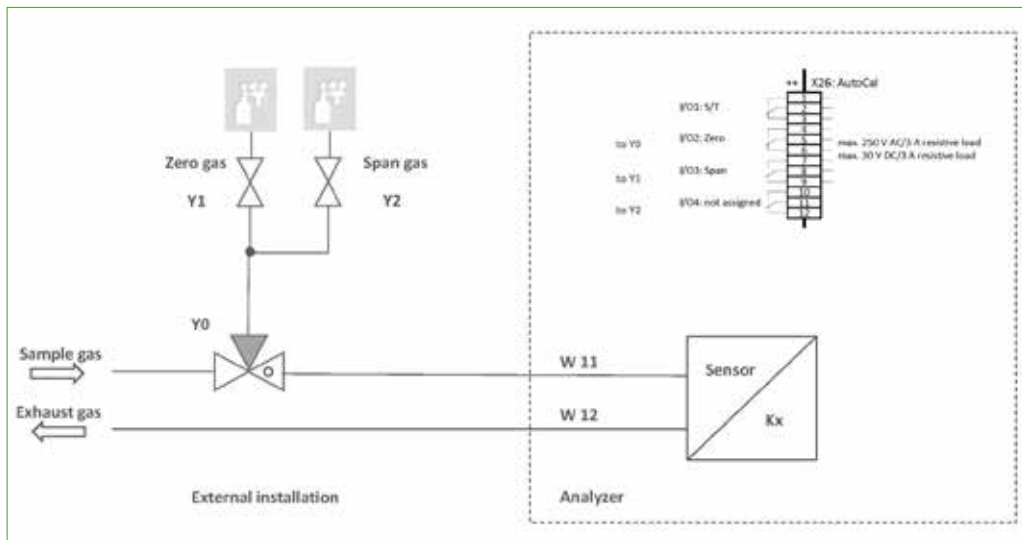 ++ X26: AutoCal
1
2
3
I/O1: S/T
4
5
6
to Y0
I/O2: Zero
max. 250 V AC/3 A resistive load
max. 30 V DC/3 A resistive load
7
8
9
to Y1
I/O3: Span
10
11
12
to Y2
I/O4: not assigned
Zero gas
Span gas
Y1
Y2
Y0
Sample gas
W 11
Sensor
Exhaust gas
W 12
Kx
External installation
Analyzer